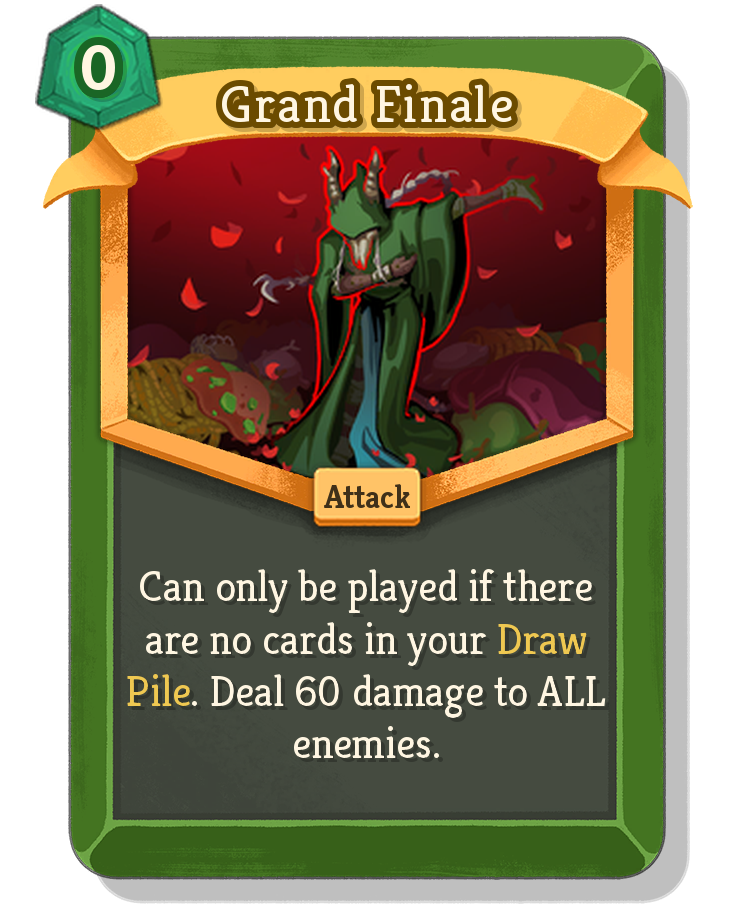 0
Grand Finale
Attack
Can only be played if there
are no cards in your Draw
Pile. Deal 60 damage to ALL
enemies.